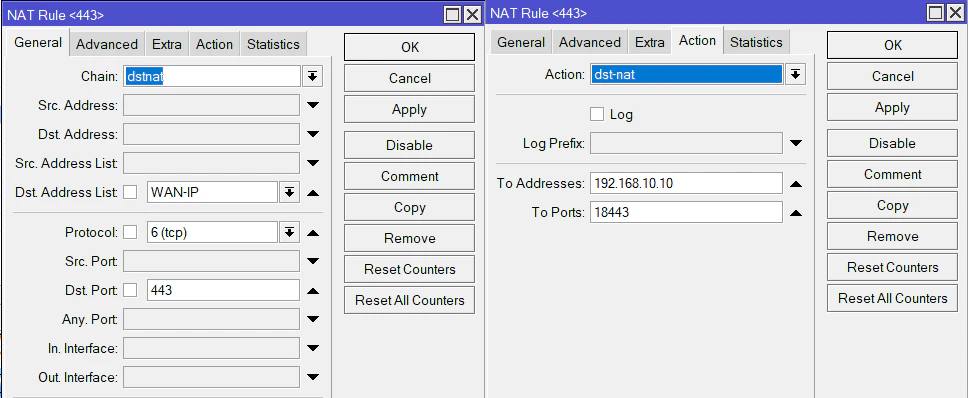 NAT Rule <443>
General Advanced Extra Action Statistics
Chain: dstnat
Src. Address:
Dst. Address:
Src. Address List:
Dst. Address List: WAN-IP
Protocol: 6 (tcp)
Src. Port:
Dst. Port: 443
Any. Port:
In. Interface:
Out. Interface:
OK
Cancel
Apply
Disable
Comment
Copy
Remove
Reset Counters
Reset All Counters
NAT Rule <443>
General Advanced Extra Action Statistics
Action: dst-nat
Log
Log Prefix:
To Addresses: 192.168.10.10
To Ports: 18443
OK
Cancel
Apply
Disable
Comment
Copy
Remove
Reset Counters
Reset All Counters